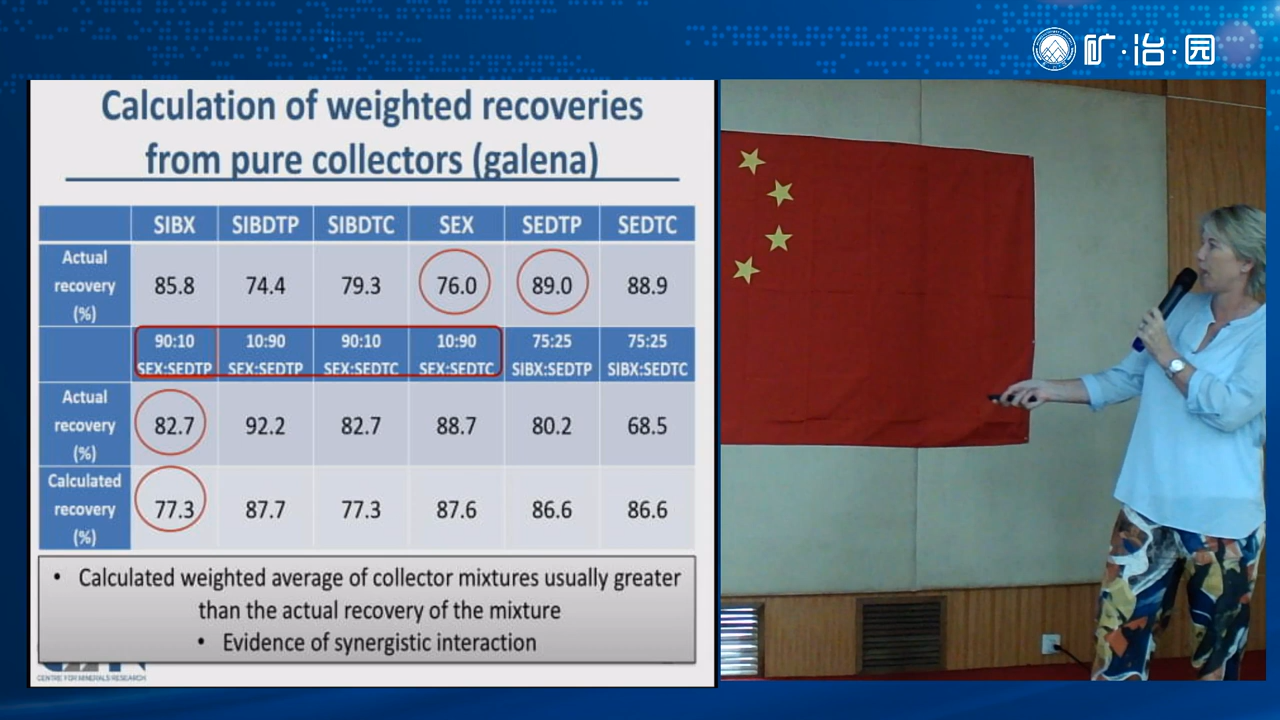 矿·冶·园
Calculation of weighted recoveries
from pure collectors (galena)
SIBX SIBDTP SIBDTC SEX SEDTP SEDTC
Actual recovery (%) 85.8 74.4 79.3 76.0 89.0 88.9
90:10 10:90 90:10 10:90 75:25 75:25
SEX:SEDTP SEX:SEDTP SEX:SEDTC SEX:SEDTC SIBX:SEDTP SIBX:SEDTC
Actual recovery (%) 82.7 92.2 82.7 88.7 80.2 68.5
Calculated recovery (%) 77.3 87.7 77.3 87.6 86.6 86.6
• Calculated weighted average of collector mixtures usually greater
than the actual recovery of the mixture
• Evidence of synergistic interaction
CENTRE FOR MINERALS RESEARCH